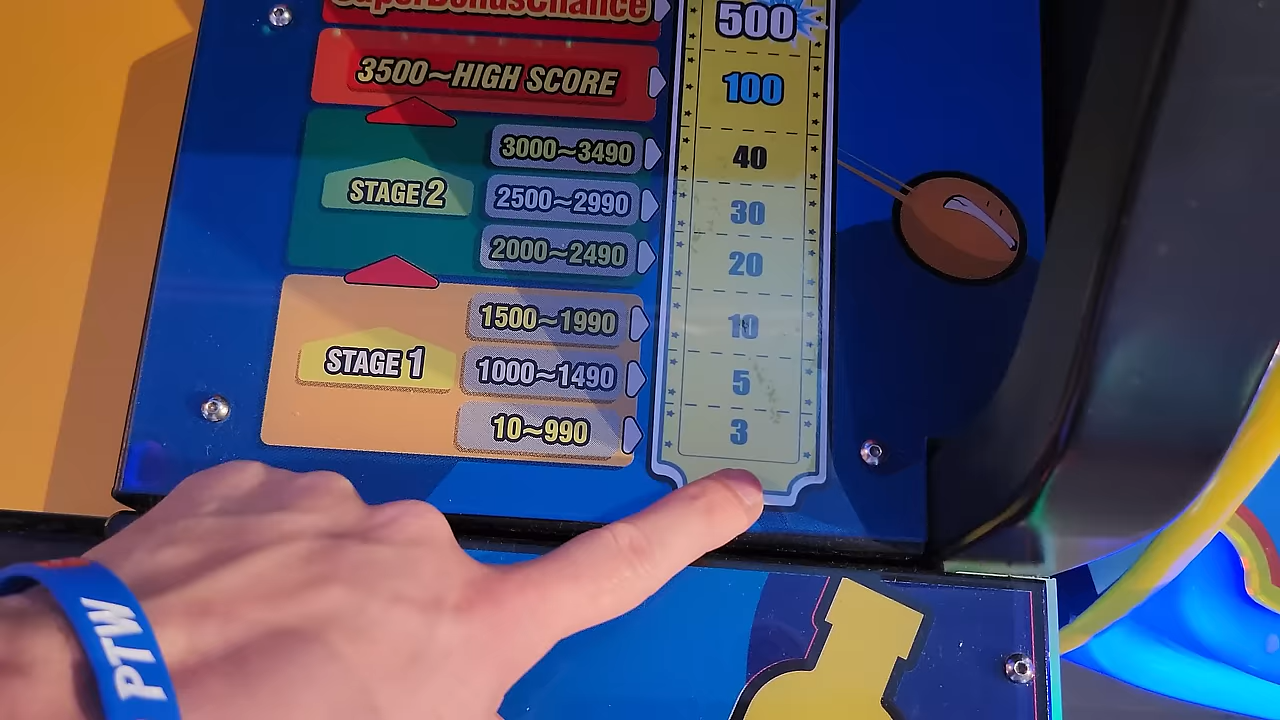 SuperBonusChance 500
3500~HIGH SCORE 100
3000~3490 40
STAGE 2 2500~2990 30
2000~2490 20
1500~1990 10
STAGE 1 1000~1490 5
10~990 3
PTW